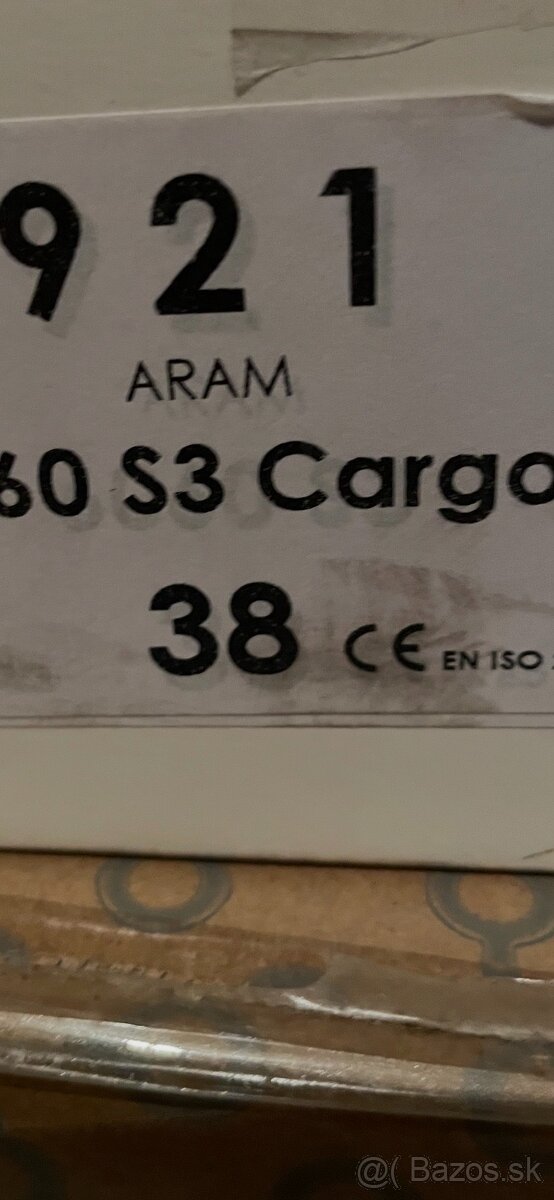 921
ARAM
60 S3 Cargo
38 CE EN ISO
@( Bazos.sk